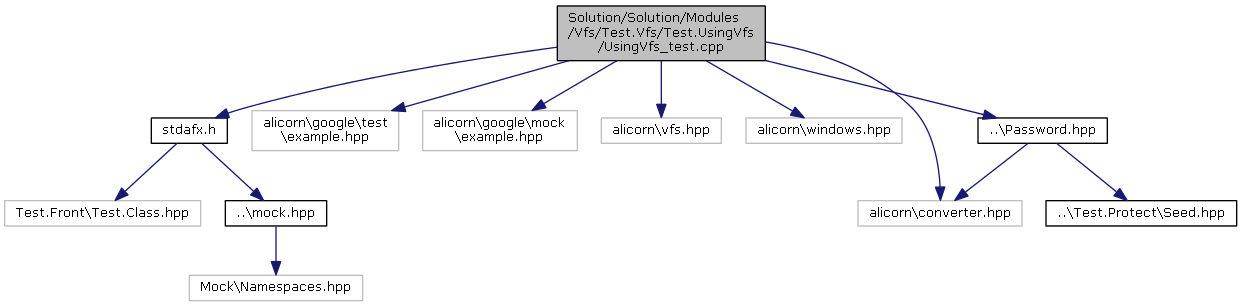 Solution/Solution/Modules
/Vfs/Test.Vfs/Test.UsingVfs
/UsingVfs_test.cpp
stdafx.h
alicorn\google\test
\example.hpp
alicorn\google\mock
\example.hpp
alicorn\vfs.hpp
alicorn\windows.hpp
..\Password.hpp
Test.Front\Test.Class.hpp
..\mock.hpp
alicorn\converter.hpp
..\Test.Protect\Seed.hpp
Mock\Namespaces.hpp